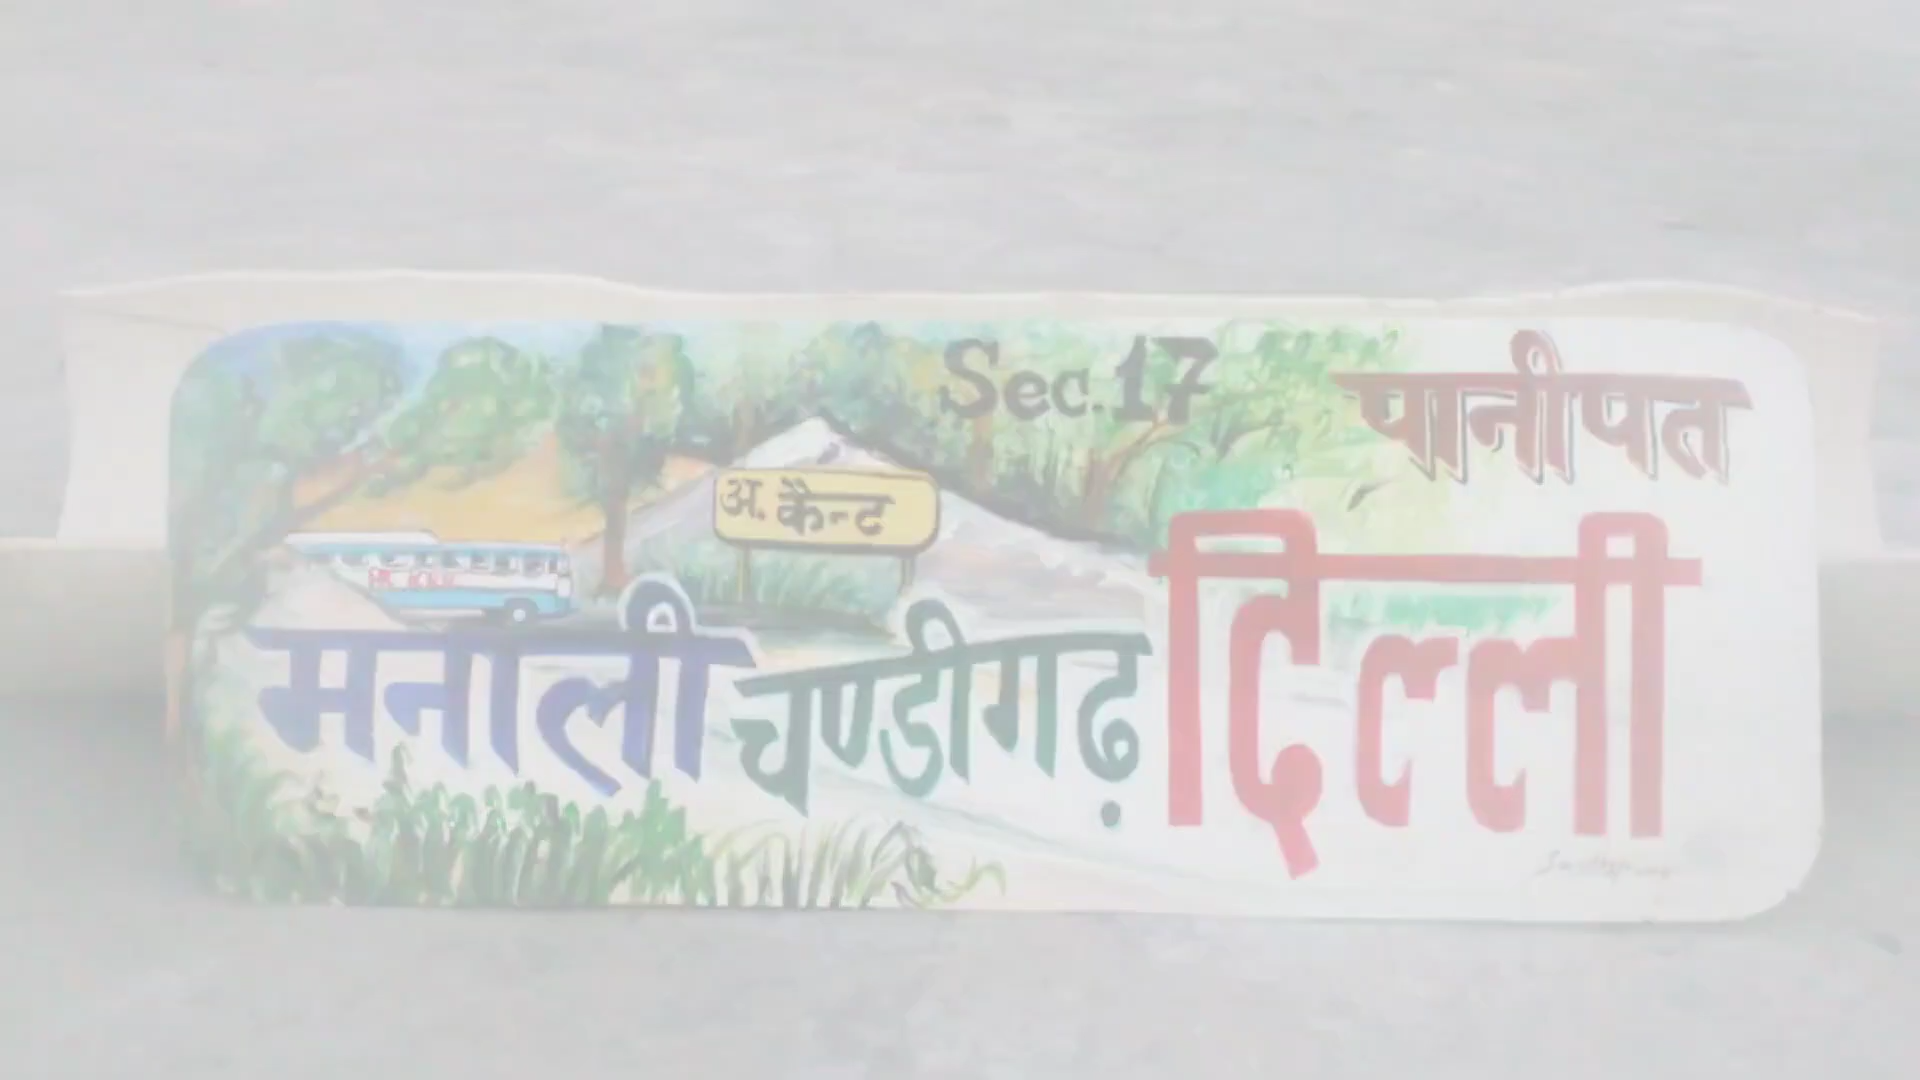 Sec.17
पानीपत
अ. कैन्ट
मनाली चण्डीगढ़ दिल्ली